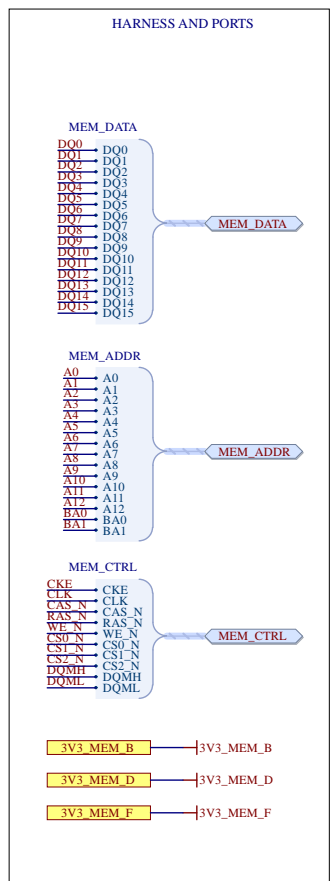 HARNESS AND PORTS
MEM_DATA
DQ0 DQ0
DQ1 DQ1
DQ2 DQ2
DQ3 DQ3
DQ4 DQ4
DQ5 DQ5
DQ6 DQ6
DQ7 DQ7 MEM_DATA
DQ8 DQ8
DQ9 DQ9
DQ10 DQ10
DQ11 DQ11
DQ12 DQ12
DQ13 DQ13
DQ14 DQ14
DQ15 DQ15
MEM_ADDR
A0 A0
A1 A1
A2 A2
A3 A3
A4 A4
A5 A5
A6 A6
A7 A7 MEM_ADDR
A8 A8
A9 A9
A10 A10
A11 A11
A12 A12
BA0 BA0
BA1 BA1
MEM_CTRL
CKE CKE
CLK CLK
CAS_N CAS_N
RAS_N RAS_N
WE_N WE_N MEM_CTRL
CS0_N CS0_N
CS1_N CS1_N
CS2_N CS2_N
DQMH DQMH
DQML DQML
3V3_MEM_B 3V3_MEM_B
3V3_MEM_D 3V3_MEM_D
3V3_MEM_F 3V3_MEM_F